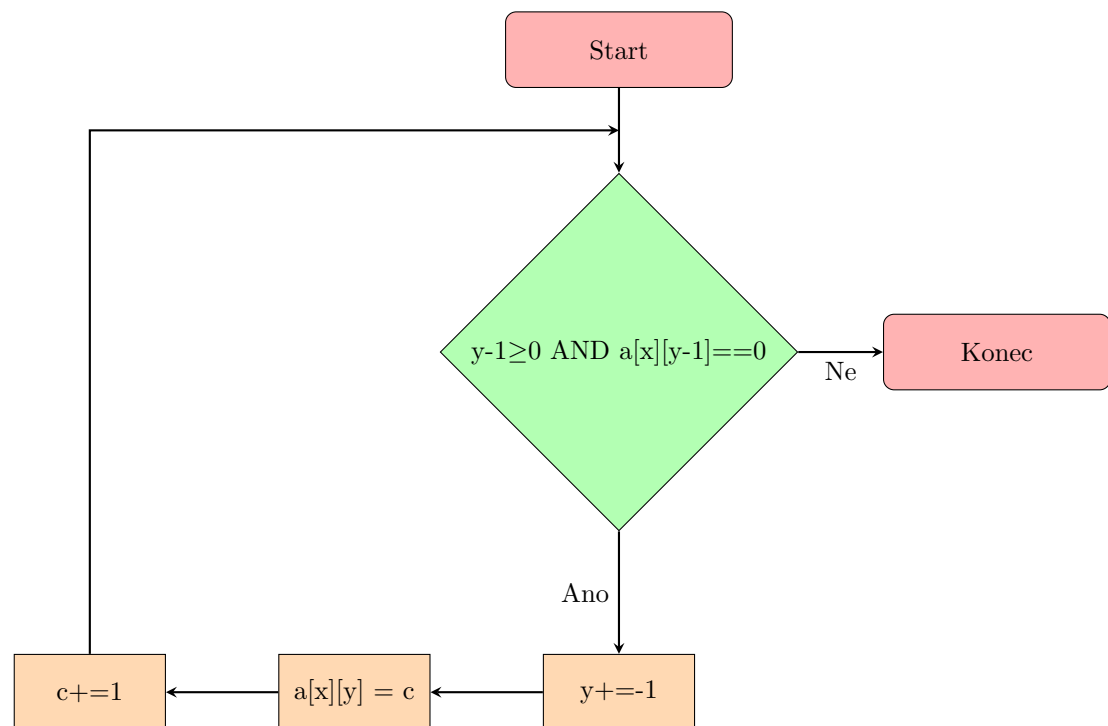 Start
y-1≥0 AND a[x][y-1]==0
Ne
Konec
Ano
c+=1
a[x][y] = c
y+=-1